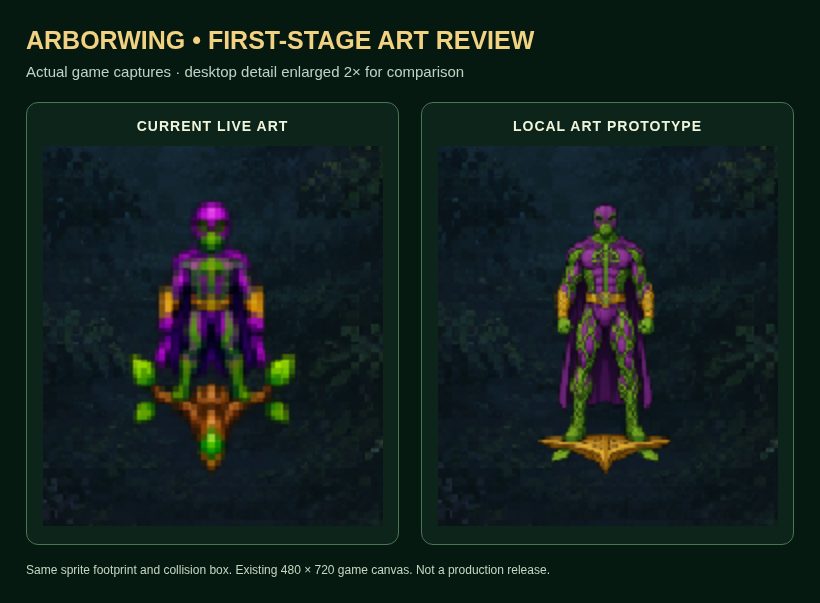 ARBORWING • FIRST-STAGE ART REVIEW
Actual game captures · desktop detail enlarged 2× for comparison
CURRENT LIVE ART
LOCAL ART PROTOTYPE
Same sprite footprint and collision box. Existing 480 × 720 game canvas. Not a production release.